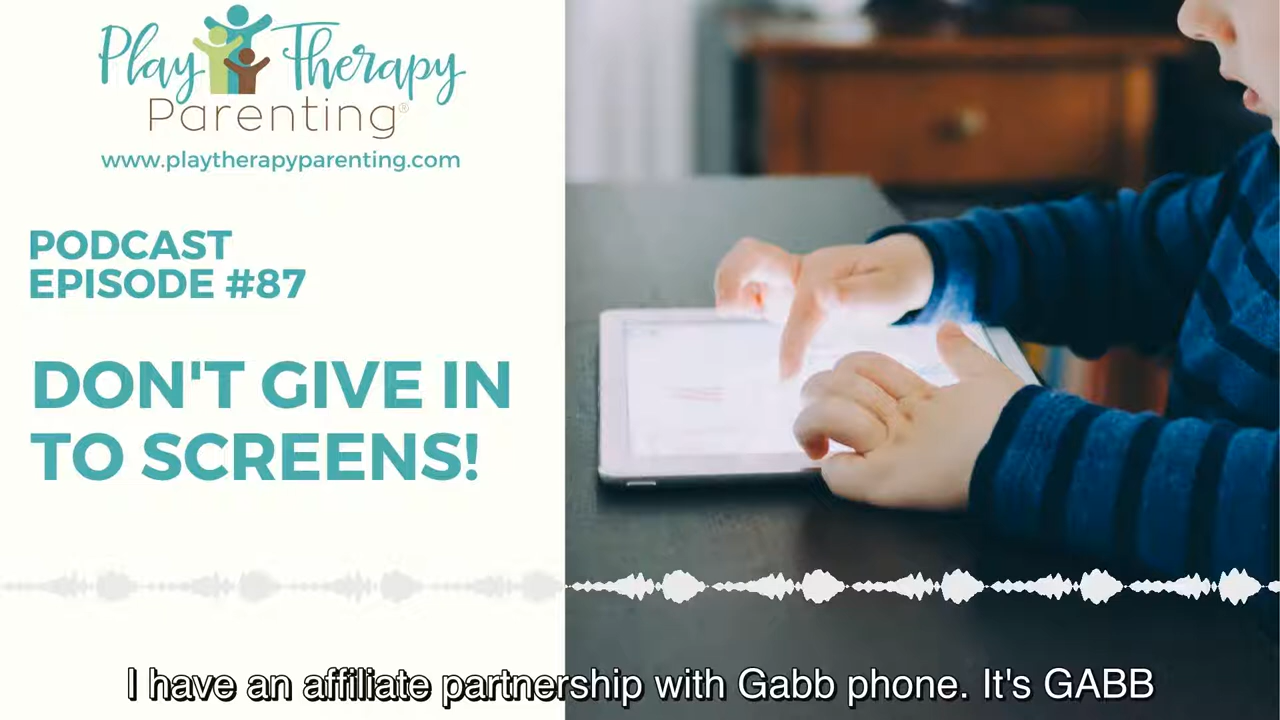 Play Therapy
Parenting®
www.playtherapyparenting.com
PODCAST
EPISODE #87
DON'T GIVE IN
TO SCREENS!
I have an affiliate partnership with Gabb phone. It's GABB